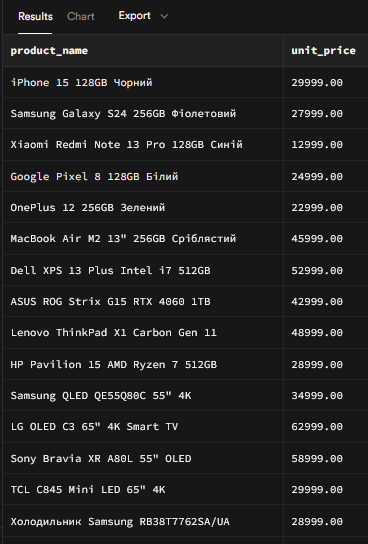 Results Chart Export
product_name unit_price
iPhone 15 128GB Чорний 29999.00
Samsung Galaxy S24 256GB Фіолетовий 27999.00
Xiaomi Redmi Note 13 Pro 128GB Синій 12999.00
Google Pixel 8 128GB Білий 24999.00
OnePlus 12 256GB Зелений 22999.00
MacBook Air M2 13" 256GB Сріблястий 45999.00
Dell XPS 13 Plus Intel i7 512GB 52999.00
ASUS ROG Strix G15 RTX 4060 1TB 42999.00
Lenovo ThinkPad X1 Carbon Gen 11 48999.00
HP Pavilion 15 AMD Ryzen 7 512GB 28999.00
Samsung QLED QE55Q80C 55" 4K 34999.00
LG OLED C3 65" 4K Smart TV 62999.00
Sony Bravia XR A80L 55" OLED 58999.00
TCL C845 Mini LED 65" 4K 29999.00
Холодильник Samsung RB38T7762SA/UA 28999.00